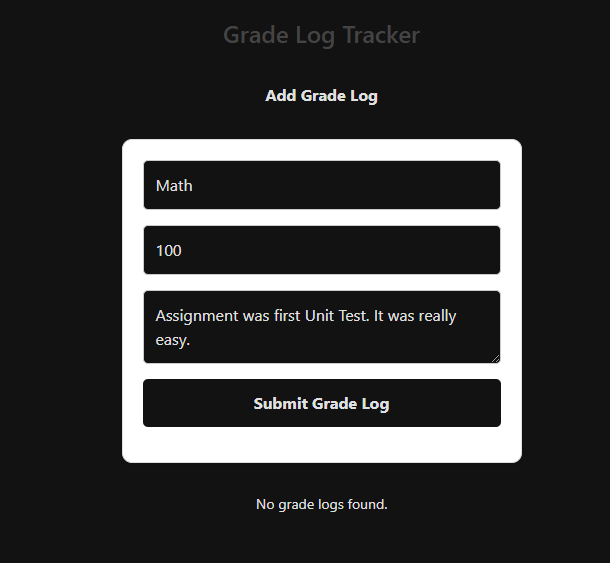 Grade Log Tracker
Add Grade Log
Math
100
Assignment was first Unit Test. It was really
easy.
Submit Grade Log
No grade logs found.